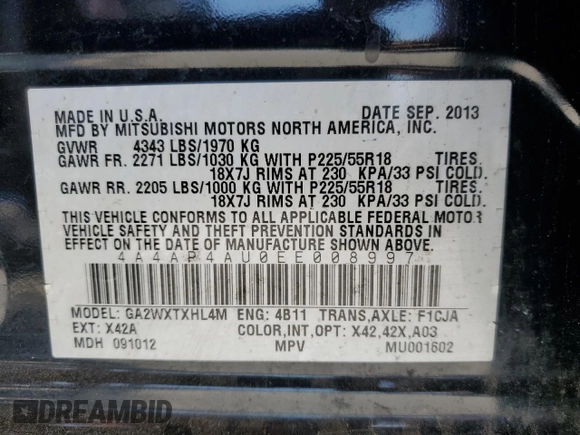 MADE IN U.S.A. DATE SEP. 2013
MFD BY MITSUBISHI MOTORS NORTH AMERICA, INC.
GVWR 4343 LBS/1970 KG
GAWR FR. 2271 LBS/1030 KG WITH P225/55R18 TIRES.
18X7J RIMS AT 230 KPA/33 PSI COLD.
GAWR RR. 2205 LBS/1000 KG WITH P225/55R18 TIRES.
18X7J RIMS AT 230 KPA/33 PSI COLD.
THIS VEHICLE CONFORMS TO ALL APPLICABLE FEDERAL MOTOR
VEHICLE SAFETY AND THEFT PREVENTION STANDARDS IN
EFFECT ON THE DATE OF MANUFACTURE SHOWN ABOVE.
4A4AP4AU0EE008997
MODEL: GA2WXTXHL4M ENG: 4B11 TRANS,AXLE: F1CJA
EXT: X42A COLOR,INT,OPT: X42,42X,A03
MDH 091012 MPV MU001602
DREAMBID